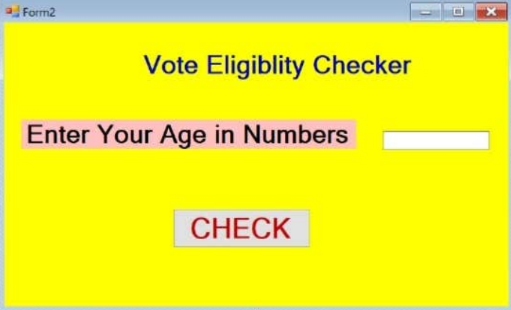 Form2
Vote Eligiblity Checker
Enter Your Age in Numbers
CHECK